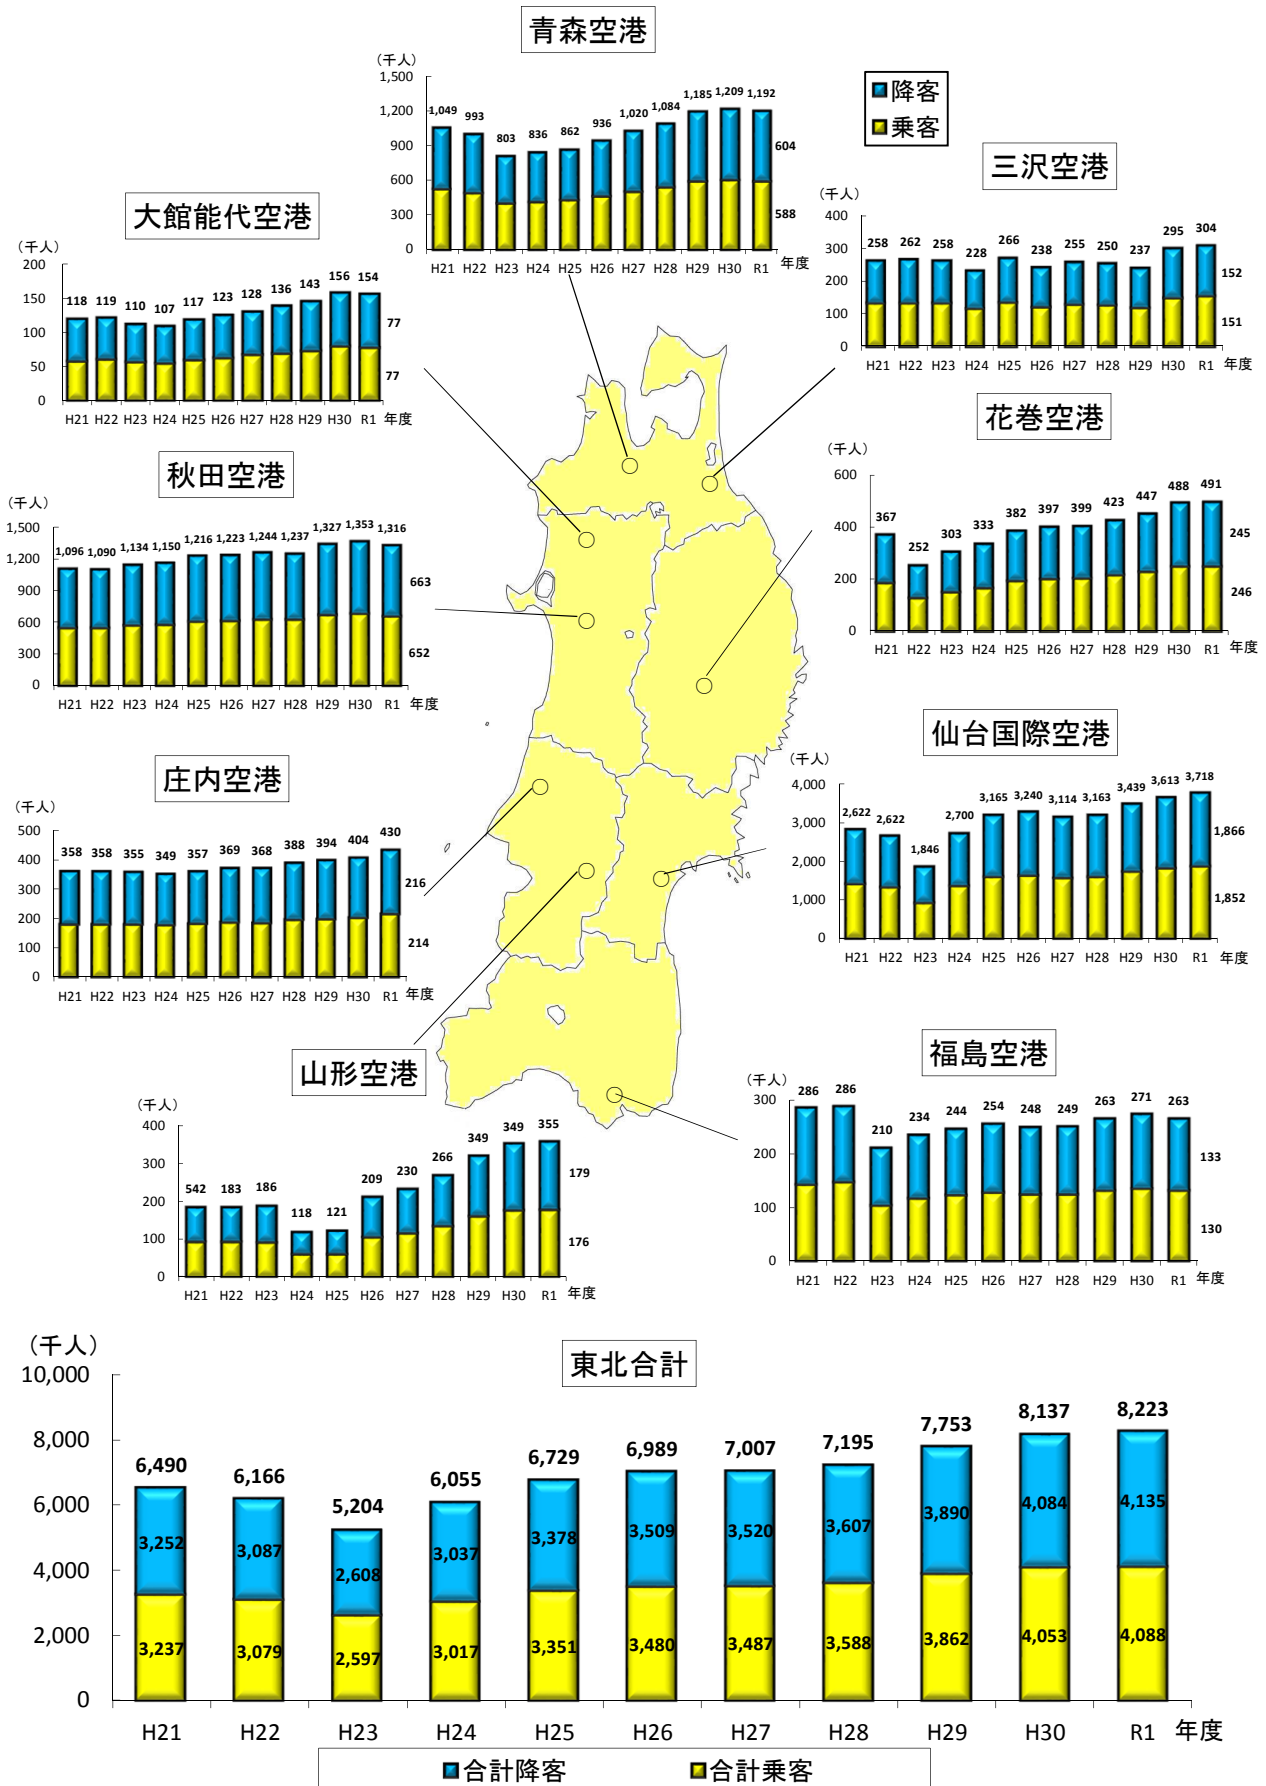 青森空港
（千人）
1,500
1,200
900
600
300
0
1,049 993 803 836 862 936 1,020 1,084 1,185 1,209 1,192
604
588
H21 H22 H23 H24 H25 H26 H27 H28 H29 H30 R1 年度
降客
乗客
三沢空港
（千人）
400
300
200
100
0
258 262 258 228 266 238 255 250 237 295 304
152
151
H21 H22 H23 H24 H25 H26 H27 H28 H29 H30 R1 年度
大館能代空港
（千人）
200
150
100
50
0
118 119 110 107 117 123 128 136 143 156 154
77
77
H21 H22 H23 H24 H25 H26 H27 H28 H29 H30 R1 年度
花巻空港
（千人）
600
400
200
0
367 252 303 333 382 397 399 423 447 488 491
245
246
H21 H22 H23 H24 H25 H26 H27 H28 H29 H30 R1 年度
秋田空港
（千人）
1,500
1,200
900
600
300
0
1,096 1,090 1,134 1,150 1,216 1,223 1,244 1,237 1,327 1,353 1,316
663
652
H21 H22 H23 H24 H25 H26 H27 H28 H29 H30 R1 年度
仙台国際空港
（千人）
4,000
3,000
2,000
1,000
0
2,622 2,622 1,846 2,700 3,165 3,240 3,114 3,163 3,439 3,613 3,718
1,866
1,852
H21 H22 H23 H24 H25 H26 H27 H28 H29 H30 R1 年度
庄内空港
（千人）
500
400
300
200
100
0
358 358 355 349 357 369 368 388 394 404 430
216
214
H21 H22 H23 H24 H25 H26 H27 H28 H29 H30 R1 年度
山形空港
（千人）
400
300
200
100
0
542 183 186 118 121 209 230 266 349 349 355
179
176
H21 H22 H23 H24 H25 H26 H27 H28 H29 H30 R1 年度
福島空港
（千人）
300
200
100
0
286 286 210 234 244 254 248 249 263 271 263
133
130
H21 H22 H23 H24 H25 H26 H27 H28 H29 H30 R1 年度
東北合計
（千人）
10,000
8,000
6,000
4,000
2,000
0
6,490 6,166 5,204 6,055 6,729 6,989 7,007 7,195 7,753 8,137 8,223
3,252 3,087 2,608 3,037 3,378 3,509 3,520 3,607 3,890 4,084 4,135
3,237 3,079 2,597 3,017 3,351 3,480 3,487 3,588 3,862 4,053 4,088
H21 H22 H23 H24 H25 H26 H27 H28 H29 H30 R1 年度
合計降客 合計乗客